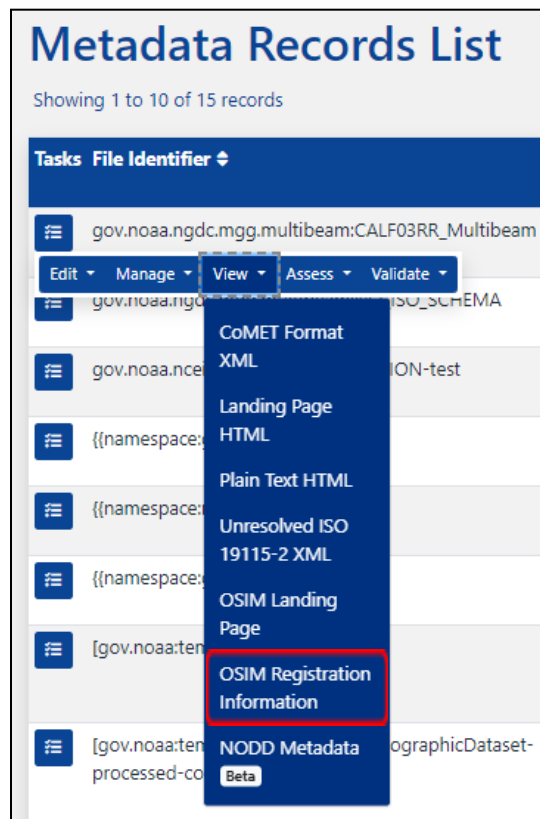 Metadata Records List
Showing 1 to 10 of 15 records
Tasks File Identifier
gov.noaa.ngdc.mgg.multibeam:CALF03RR_Multibeam
Edit Manage View Assess Validate
gov.noaa.ngd ISO_SCHEMA
CoMET Format
XML
gov.noaa.ncei ION-test
Landing Page
HTML
{{namespace:
Plain Text HTML
{{namespace:
Unresolved ISO
19115-2 XML
{{namespace:
OSIM Landing
Page
[gov.noaa:tem
OSIM Registration
Information
[gov.noaa:tem ographicDataset-
processed-co
NODD Metadata
Beta